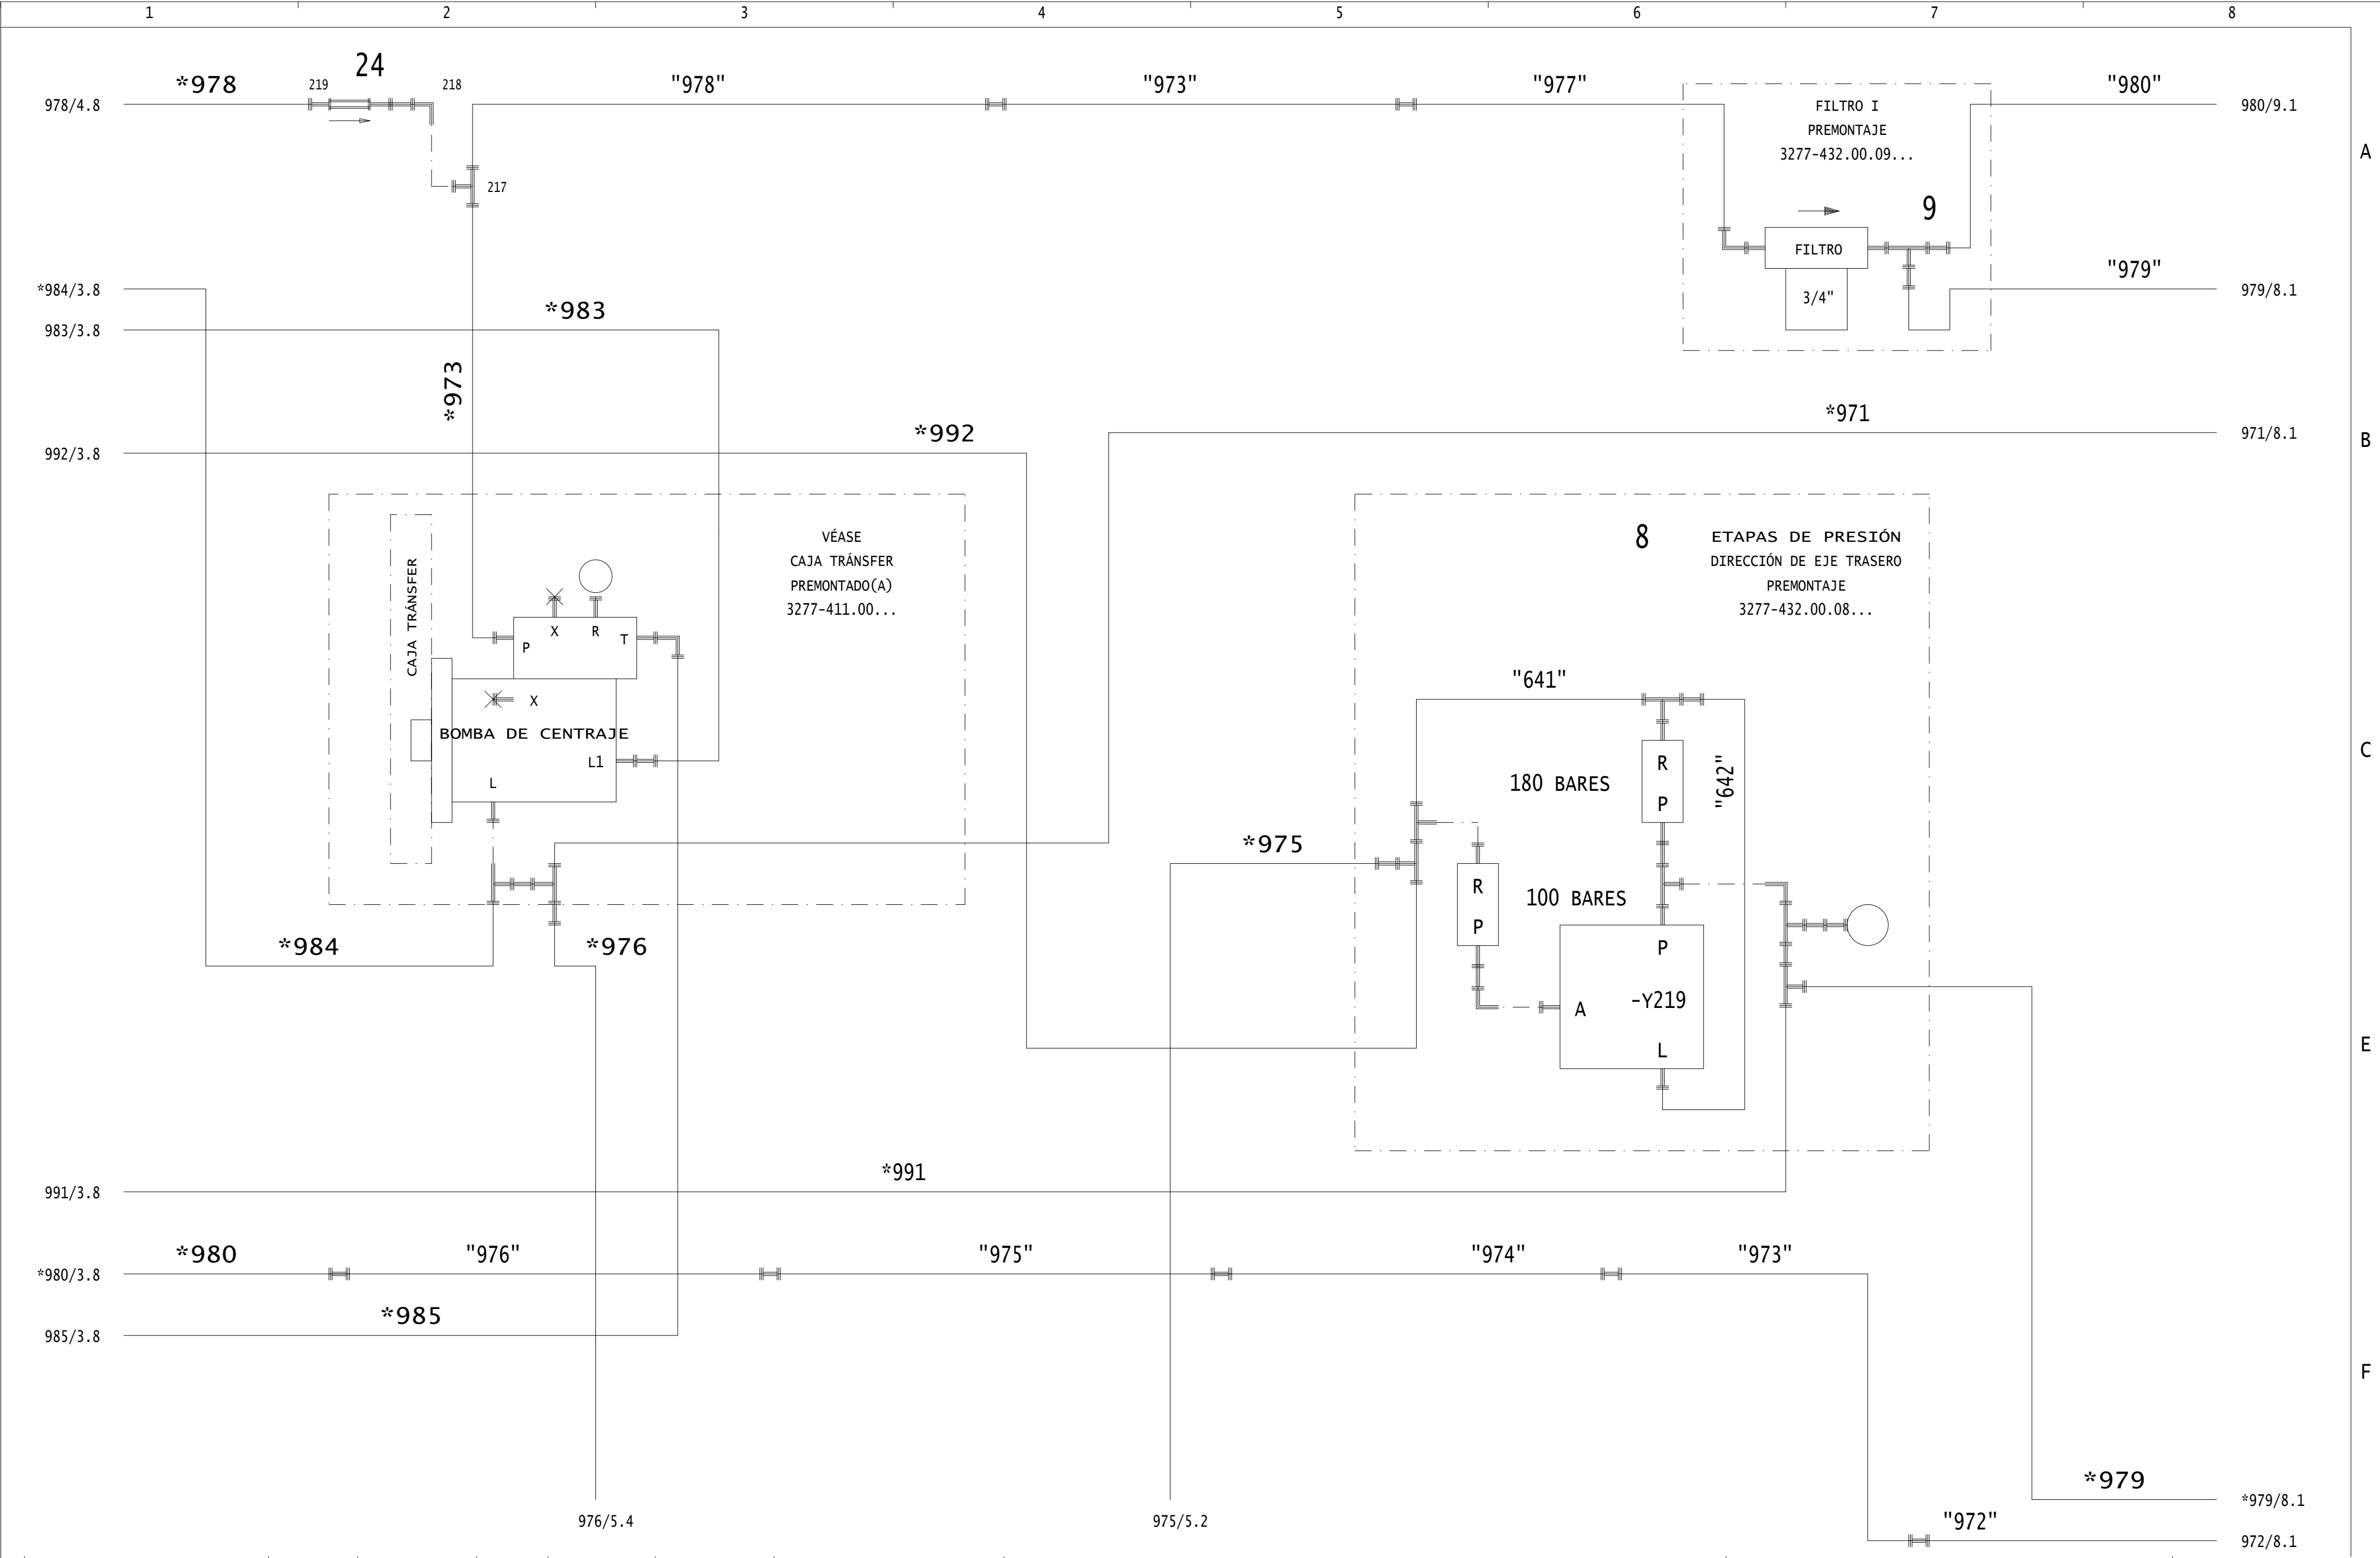 1 2 3 4 5 6 7 8
24
*978 219 218 "978" "973" "977" "980"
978/4.8
980/9.1
FILTRO I
PREMONTAJE
3277-432.00.09...
A
217
9
FILTRO
3/4"
"979"
979/8.1
*984/3.8
*983
983/3.8
*973
*971
971/8.1
B
*992
992/3.8
VÉASE
CAJA TRÁNSFER
PREMONTADO(A)
3277-411.00...
CAJA TRÁNSFER
X R
P T
X
BOMBA DE CENTRAJE
L1
L
8
ETAPAS DE PRESIÓN
DIRECCIÓN DE EJE TRASERO
PREMONTAJE
3277-432.00.08...
"641"
C
R
180 BARES
P
"642"
*975
R
100 BARES
P
P
-Y219
A
L
*984 *976
E
*991
991/3.8
*980 "976" "975" "974" "973"
*980/3.8
*985
985/3.8
F
*979
*979/8.1
976/5.4 975/5.2
"972"
972/8.1